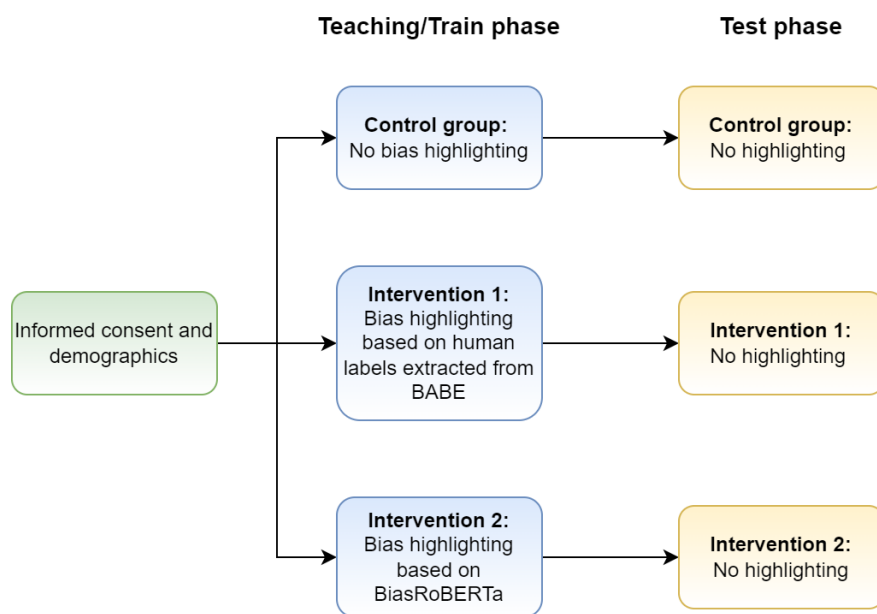 Teaching/Train phase
Test phase
Control group:
No bias highlighting
Control group:
No highlighting
Informed consent and
demographics
Intervention 1:
Bias highlighting
based on human
labels extracted from
BABE
Intervention 1:
No highlighting
Intervention 2:
Bias highlighting
based on
BiasRoBERTa
Intervention 2:
No highlighting